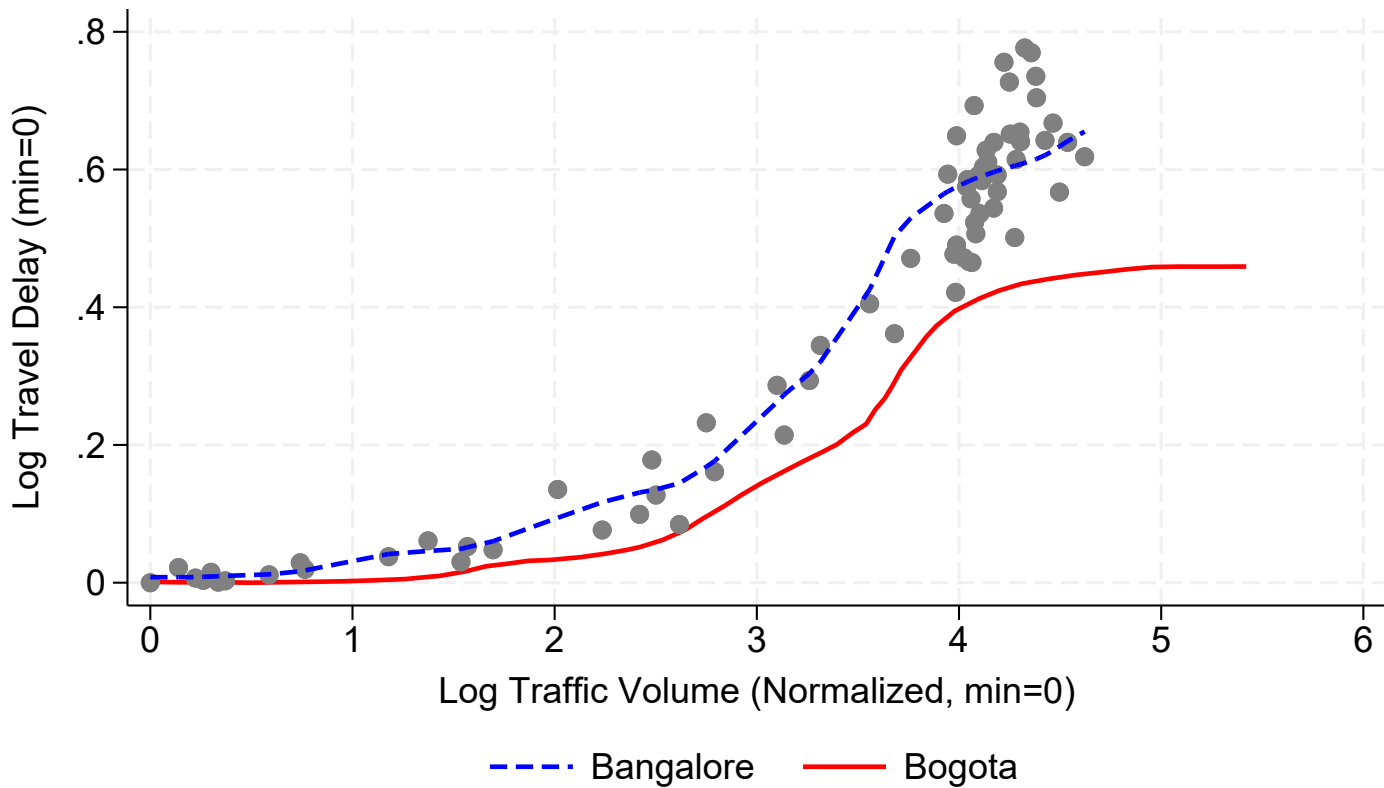 Log Travel Delay (min=0)
.8
.6
.4
.2
0
0 1 2 3 4 5 6
Log Traffic Volume (Normalized, min=0)
Bangalore Bogota